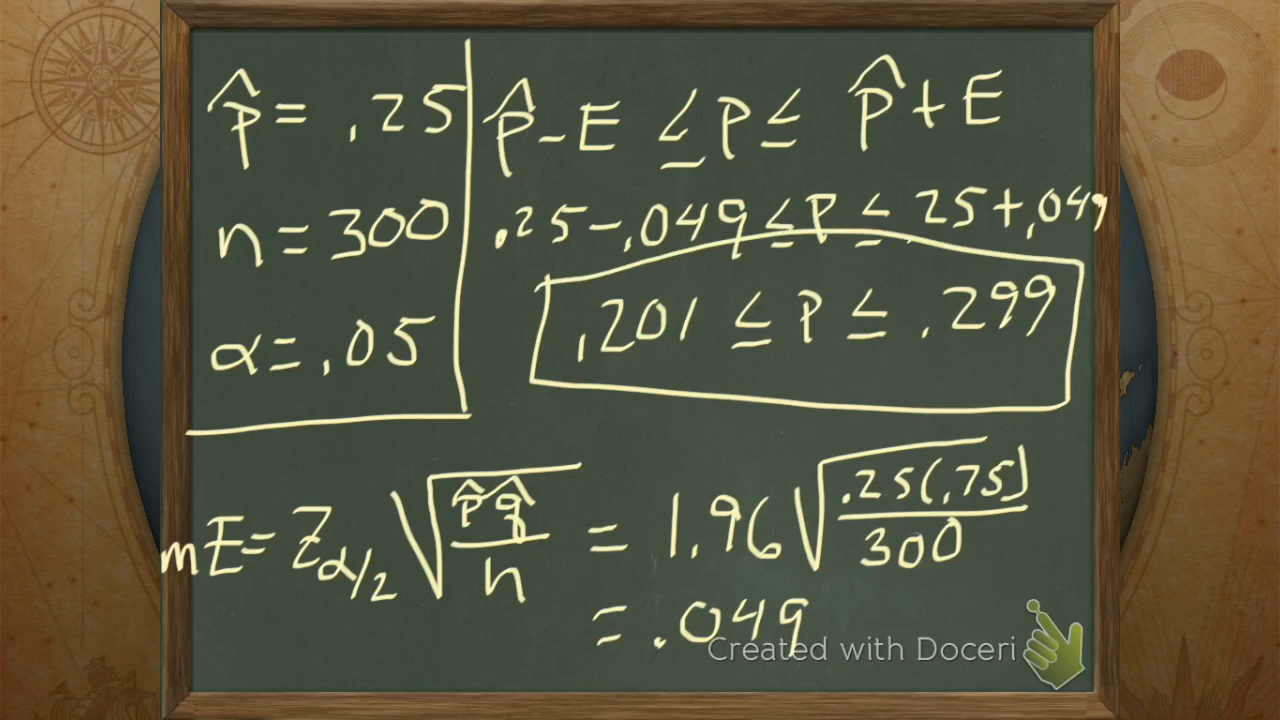 p̂ = .25
n = 300
α = .05
p̂ - E ≤ p ≤ p̂ + E
.25 - .049 ≤ p ≤ .25 + .049
.201 ≤ p ≤ .299
mE = Z_{α/2} √(p̂q̂/n) = 1.96 √(.25(.75)/300)
= .049
Created with Doceri